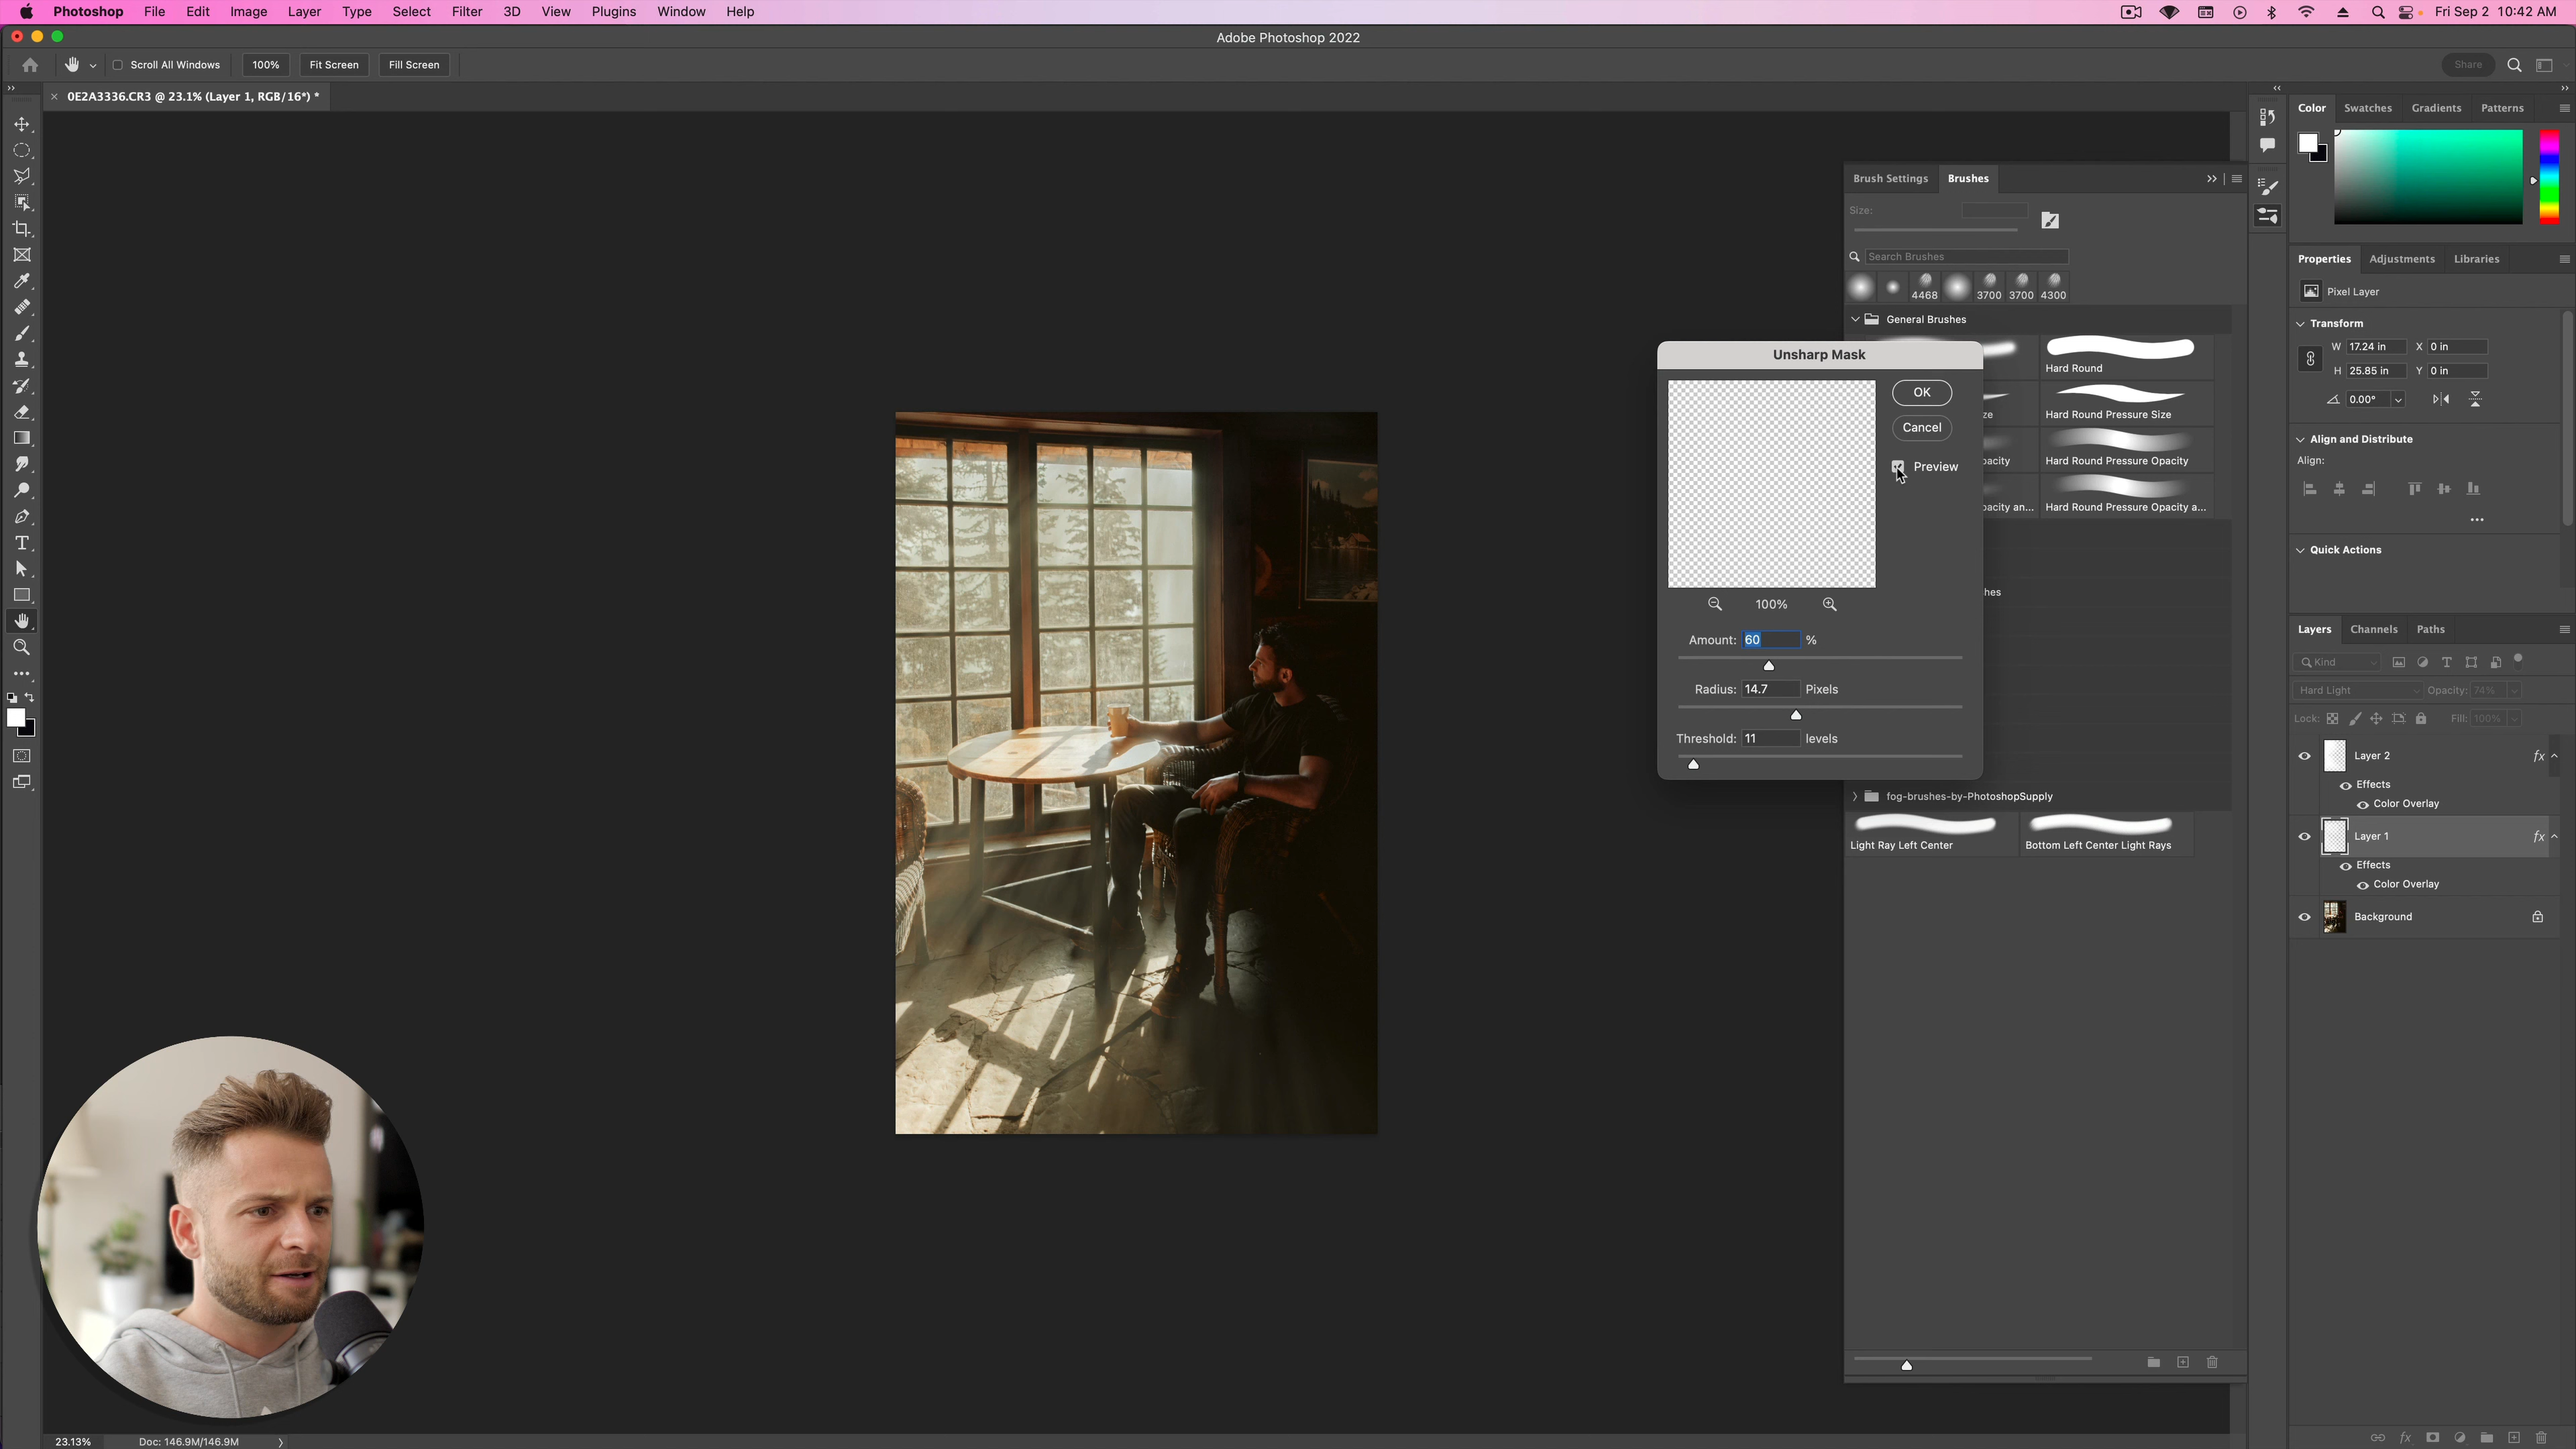 Photoshop File Edit Image Layer Type Select Filter 3D View Plugins Window Help Fri Sep 2 10:42 AM
Adobe Photoshop 2022
Scroll All Windows 100% Fit Screen Fill Screen Share
0E2A3336.CR3 @ 23.1% (Layer 1, RGB/16*) *
Color Swatches Gradients Patterns
Brush Settings Brushes
Size:
Search Brushes
4468 3700 3700 4300
General Brushes
Hard Round
ze Hard Round Pressure Size
pacity Hard Round Pressure Opacity
pacity an... Hard Round Pressure Opacity a...
hes
fog-brushes-by-PhotoshopSupply
Light Ray Left Center Bottom Left Center Light Rays
Unsharp Mask
OK
Cancel
Preview
100%
Amount: 60 %
Radius: 14.7 Pixels
Threshold: 11 levels
Properties Adjustments Libraries
Pixel Layer
Transform
W 17.24 in X 0 in
H 25.85 in Y 0 in
0.00°
Align and Distribute
Align:
Quick Actions
Layers Channels Paths
Kind
Hard Light Opacity: 74%
Lock: Fill: 100%
Layer 2 fx
Effects
Color Overlay
Layer 1 fx
Effects
Color Overlay
Background
fx
23.13% Doc: 146.9M/146.9M